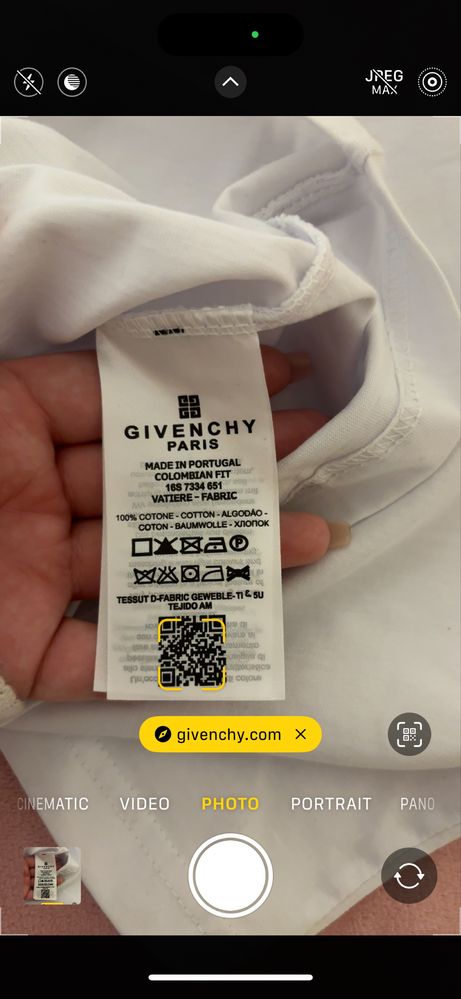 JPEG
MAX
GIVENCHY
PARIS
MADE IN PORTUGAL
COLOMBIAN FIT
16S 7334 651
VATIERE - FABRIC
100% COTONE - COTTON - ALGODÃO -
COTON - BAUMWOLLE - ХЛОПОК
P
TESSUT D-FABRIC GEWEBLE-TI & 5U
TEJIDO AM
givenchy.com
CINEMATIC VIDEO PHOTO PORTRAIT PANO